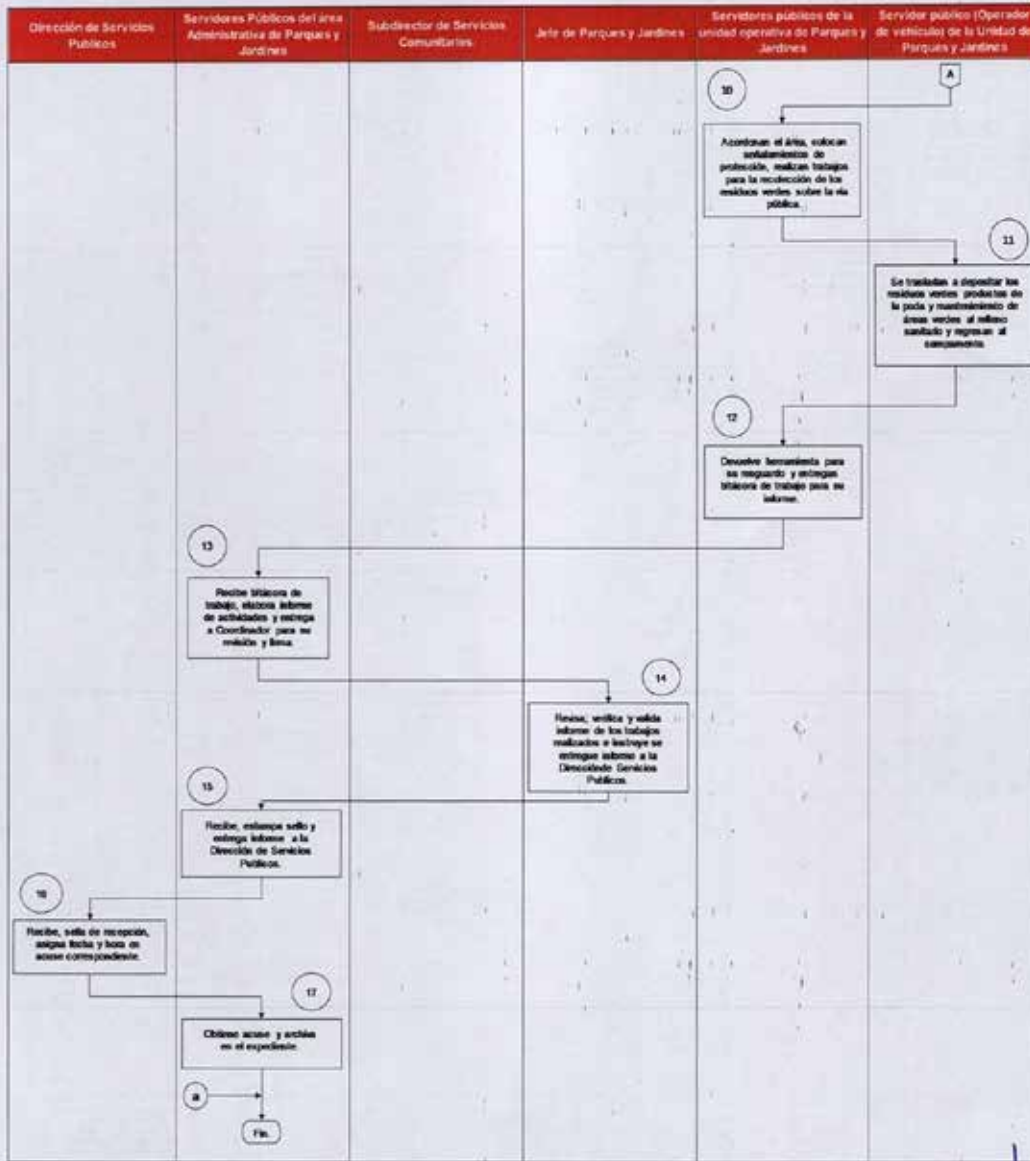 Dirección de Servicios
Publicos
Servidores Públicos del área
Administrativa de Parques y
Jardines
Subdirector de Servicios
Comunitarios
Jefe de Parques y Jardines
Servidores públicos de la
unidad operativa de Parques y
Jardines
Servidor público (Operador
de vehículo) de la Unidad de
Parques y Jardines
A
10
Acordonan el área, colocan
señalamientos de
protección, realizan trabajos
para la recolección de los
residuos verdes sobre la vía
pública.
11
Se trasladan a depositar los
residuos verdes productos de
la poda y mantenimiento de
áreas verdes al relleno
sanitado y regresan al
campamento.
12
Devuelve herramienta para
su resguardo y entregan
bitácora de trabajo para su
informe.
13
Recibe bitácora de
trabajo, elabora informe
de actividades y entrega
a Coordinador para su
revisión y firma.
14
Revisa, verifica y valida
informe de los trabajos
realizados e instruye se
entregue informe a la
Direcciónde Servicios
Publicos.
15
Recibe, estampa sello y
entrega informe a la
Dirección de Servicios
Publicos.
16
Recibe, sella de recepción,
asigna fecha y hora en
acuse correspondiente.
17
Obtiene acuse y archiva
en el expediente.
a
Fin.